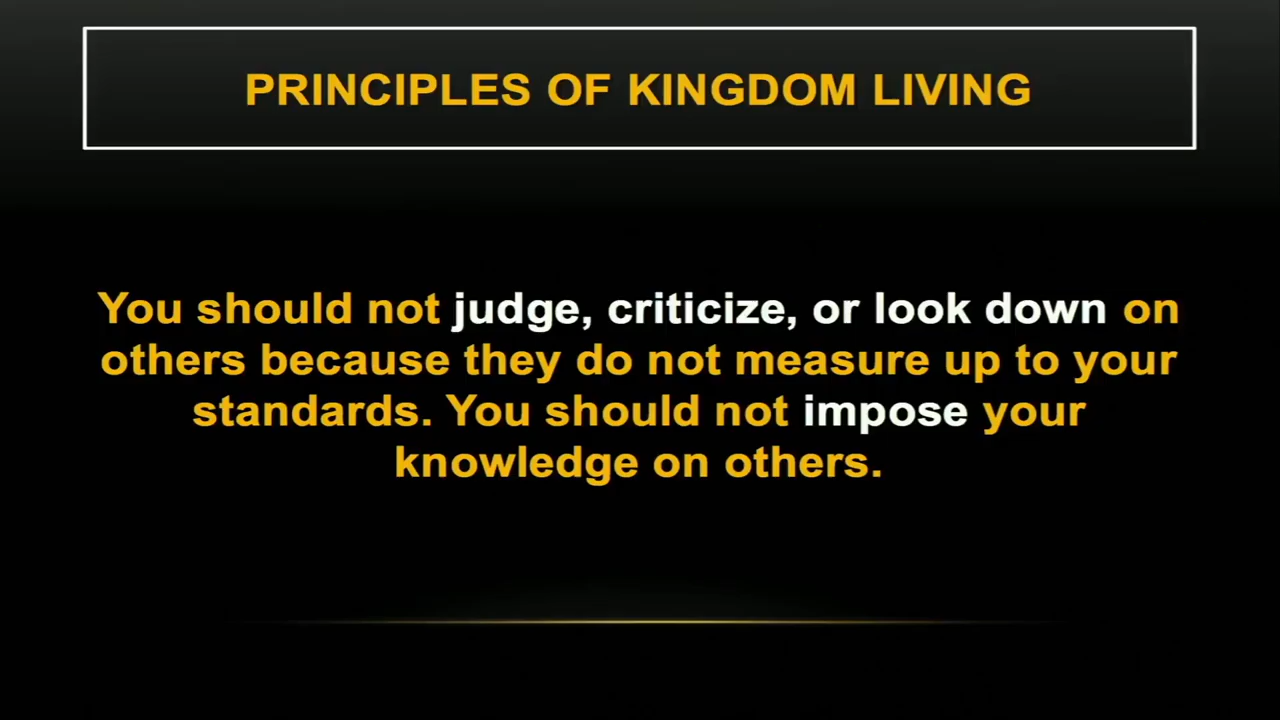 PRINCIPLES OF KINGDOM LIVING
You should not judge, criticize, or look down on
others because they do not measure up to your
standards. You should not impose your
knowledge on others.